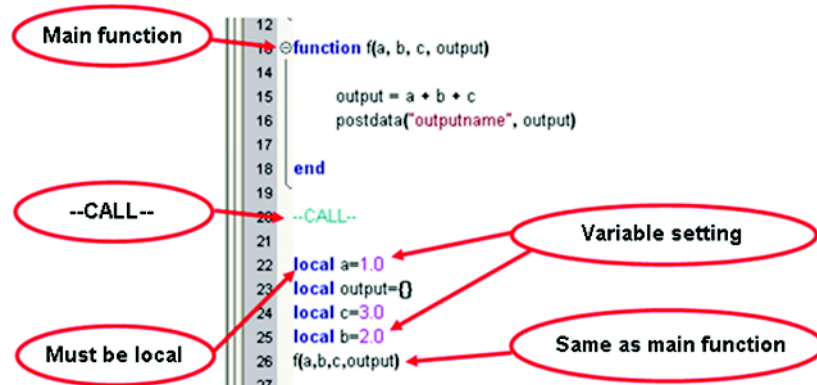 12
Main function
13 function f(a, b, c, output)
14
15 output = a + b + c
16 postdata("outputname", output)
17
18 end
19
--CALL--
20 --CALL--
21
Variable setting
22 local a=1.0
23 local output={}
24 local c=3.0
25 local b=2.0
Must be local
Same as main function
26 f(a,b,c,output)
27